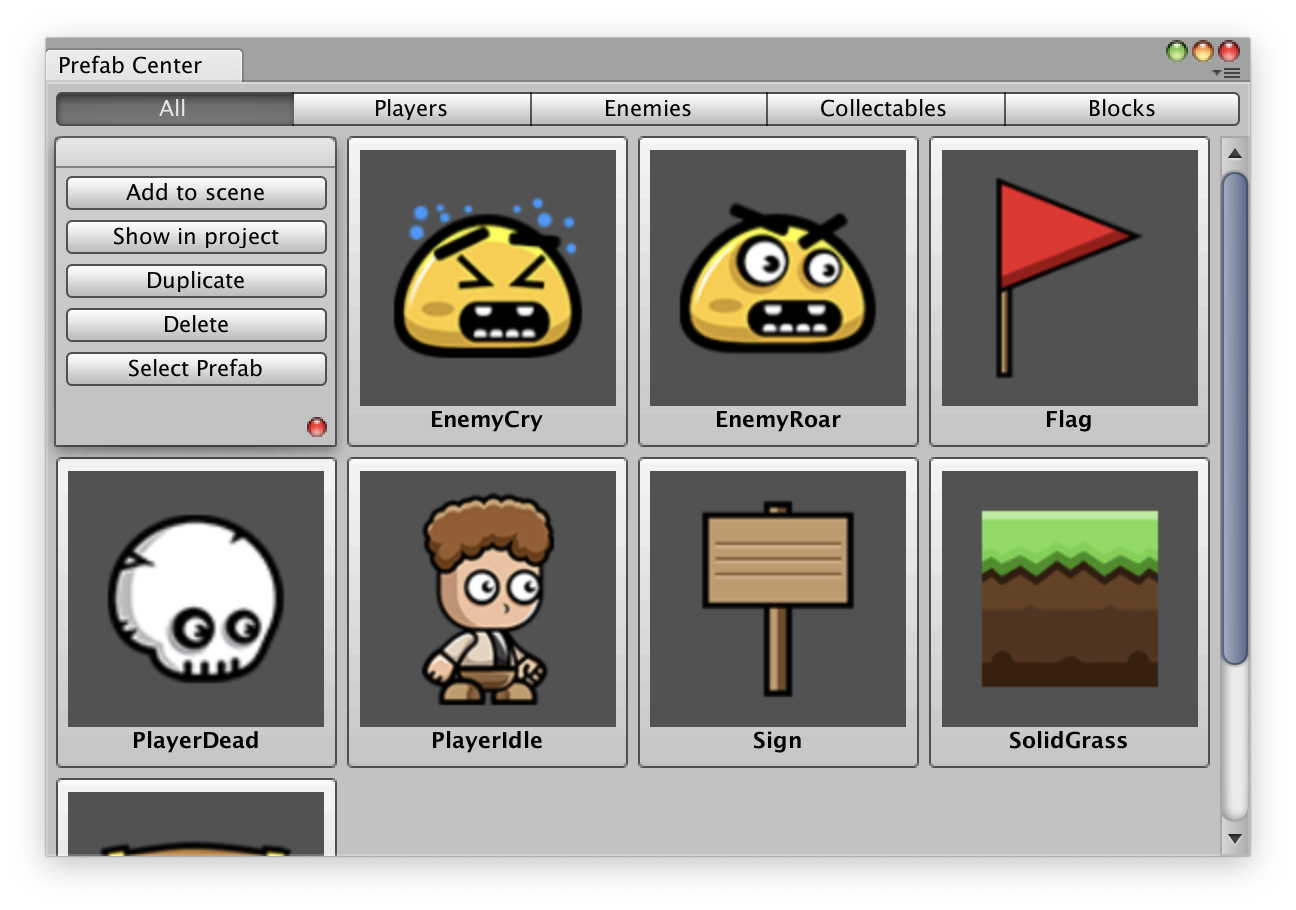 Prefab Center
All
Players
Enemies
Collectables
Blocks
Add to scene
Show in project
Duplicate
Delete
Select Prefab
EnemyCry
EnemyRoar
Flag
PlayerDead
PlayerIdle
Sign
SolidGrass